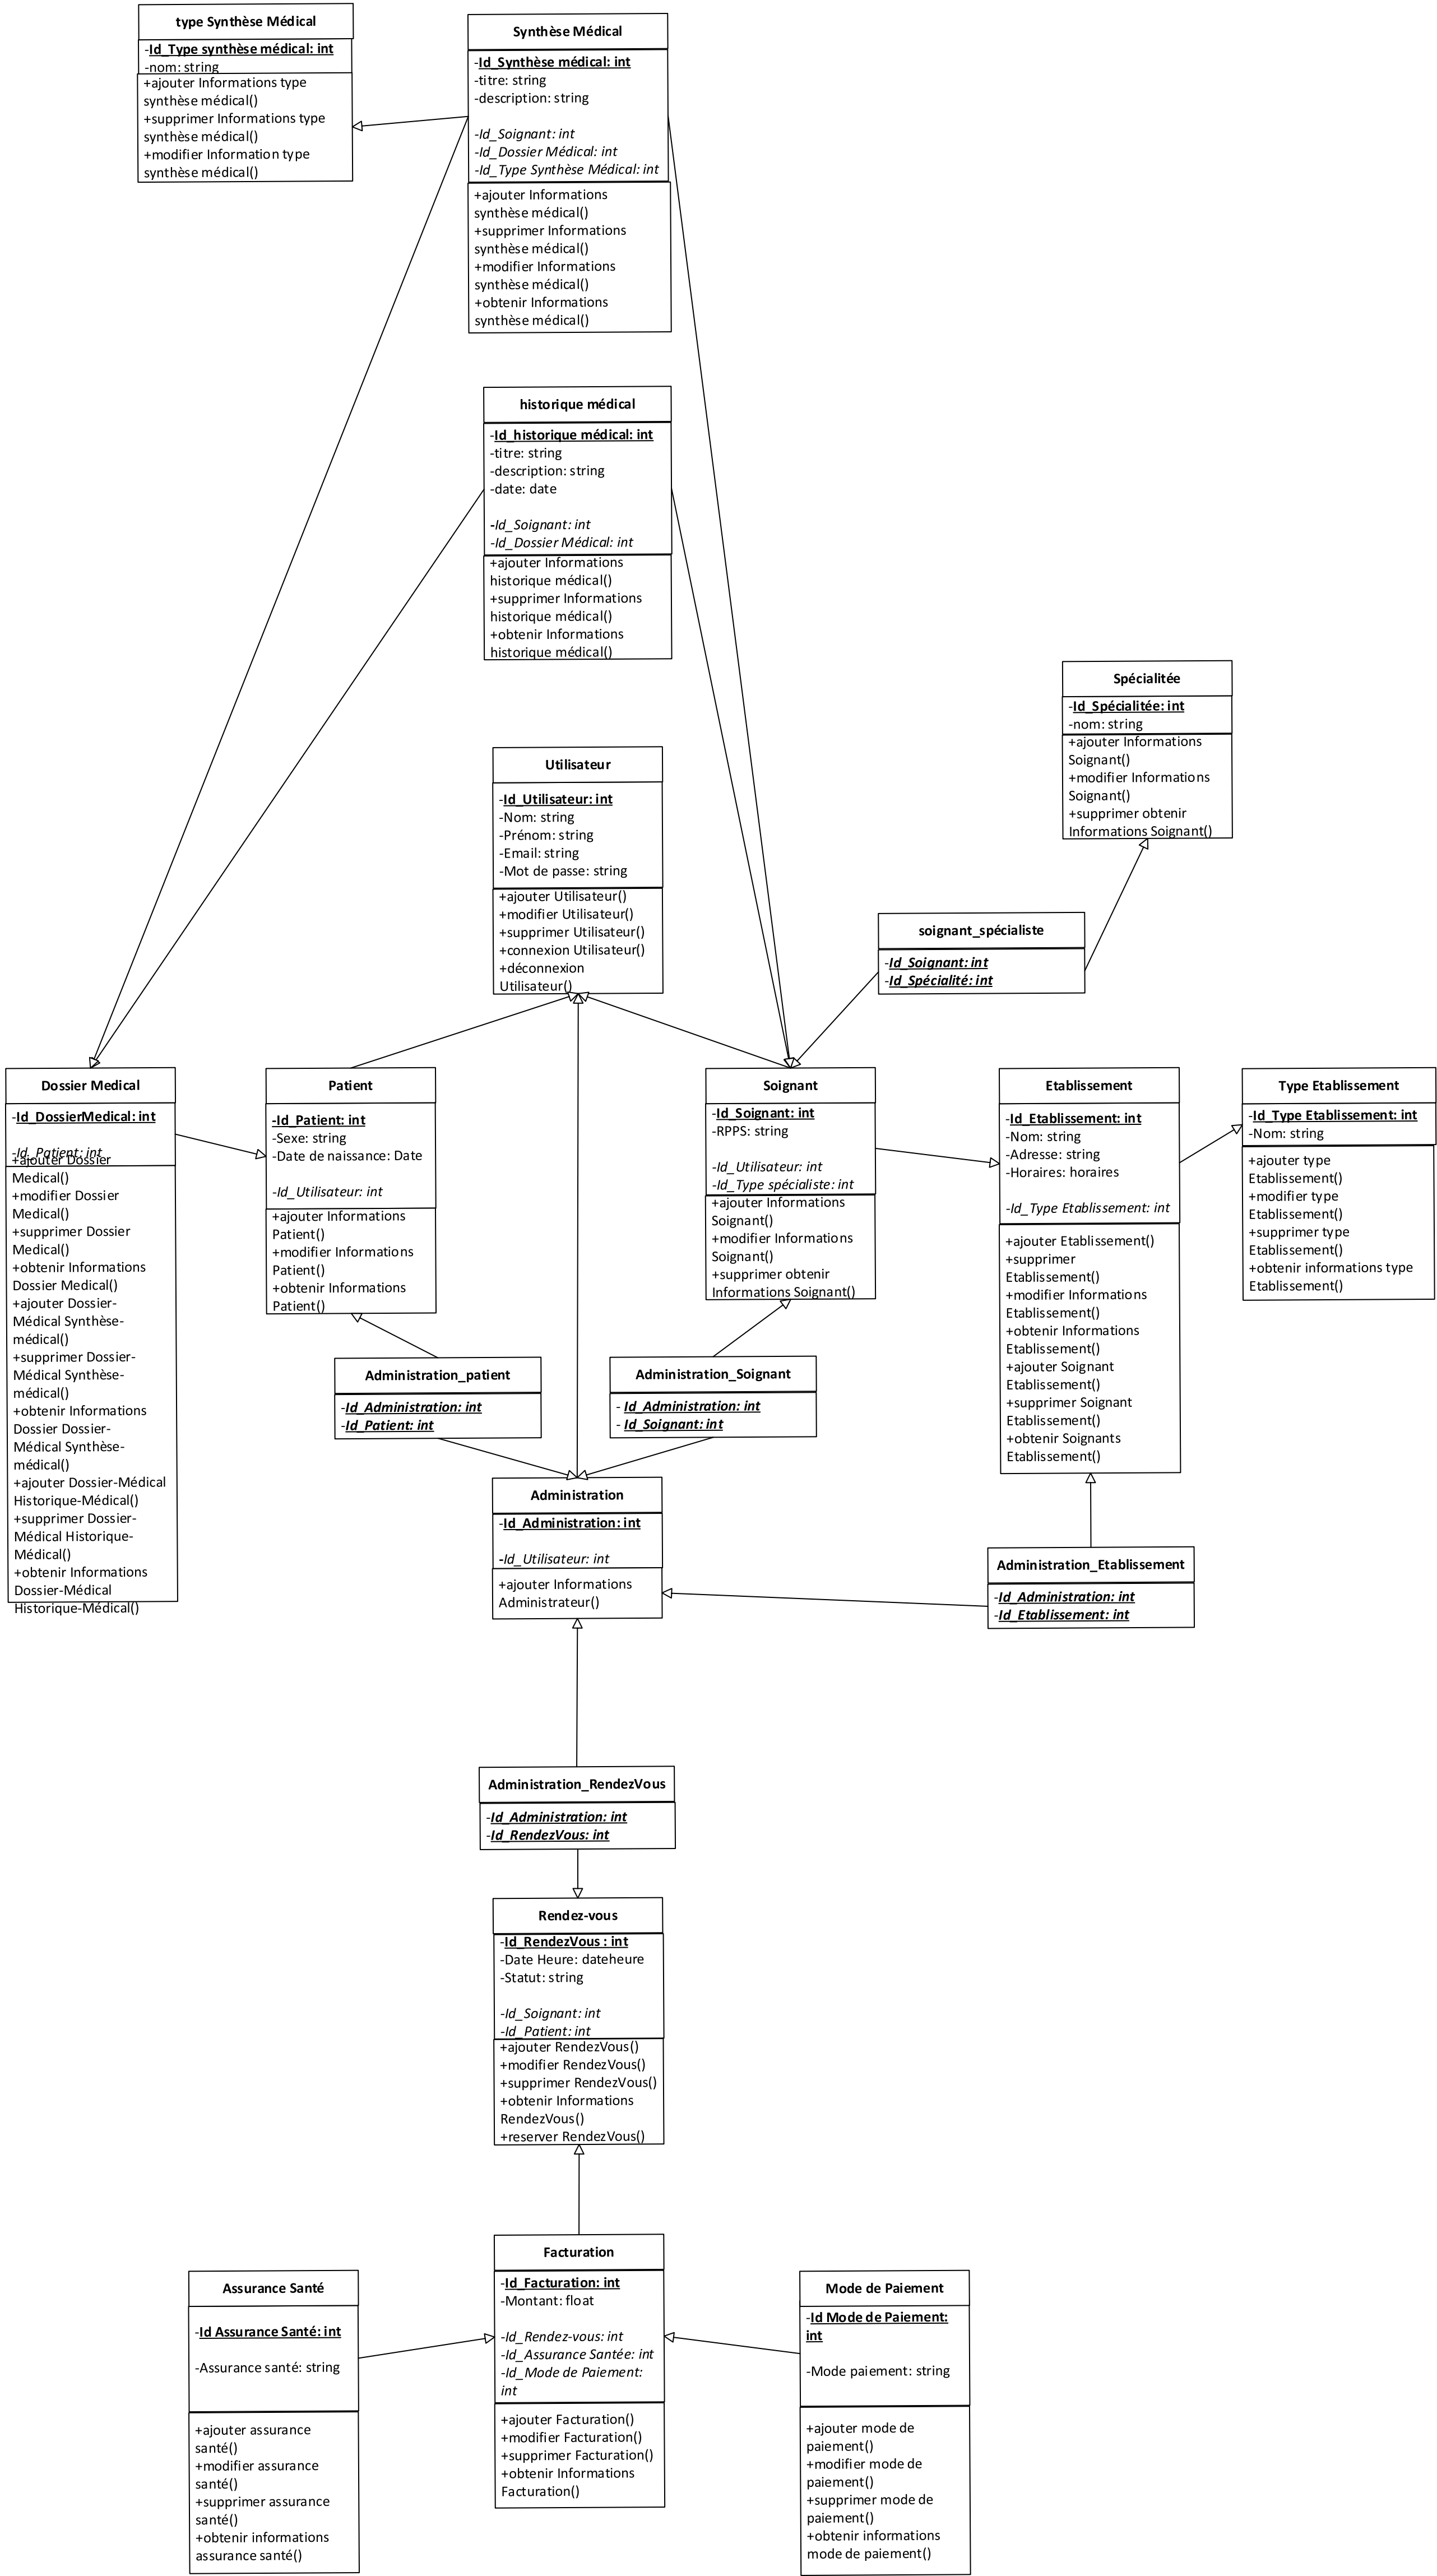 type Synthèse Médical
-Id_Type synthèse médical: int
-nom: string
+ajouter Informations type
synthèse médical()
+supprimer Informations type
synthèse médical()
+modifier Information type
synthèse médical()
Synthèse Médical
-Id_Synthèse médical: int
-titre: string
-description: string
-Id_Soignant: int
-Id_Dossier Médical: int
-Id_Type Synthèse Médical: int
+ajouter Informations
synthèse médical()
+supprimer Informations
synthèse médical()
+modifier Informations
synthèse médical()
+obtenir Informations
synthèse médical()
historique médical
-Id_historique médical: int
-titre: string
-description: string
-date: date
-Id_Soignant: int
-Id_Dossier Médical: int
+ajouter Informations
historique médical()
+supprimer Informations
historique médical()
+obtenir Informations
historique médical()
Spécialitée
-Id_Spécialitée: int
-nom: string
+ajouter Informations
Soignant()
+modifier Informations
Soignant()
+supprimer obtenir
Informations Soignant()
Utilisateur
-Id_Utilisateur: int
-Nom: string
-Prénom: string
-Email: string
-Mot de passe: string
+ajouter Utilisateur()
+modifier Utilisateur()
+supprimer Utilisateur()
+connexion Utilisateur()
+déconnexion
Utilisateur()
soignant_spécialiste
-Id_Soignant: int
-Id_Spécialité: int
Dossier Medical
-Id_DossierMedical: int
-Id_Patient: int
+ajouter Dossier
Medical()
+modifier Dossier
Medical()
+supprimer Dossier
Medical()
+obtenir Informations
Dossier Medical()
+ajouter Dossier-
Médical Synthèse-
médical()
+supprimer Dossier-
Médical Synthèse-
médical()
+obtenir Informations
Dossier Dossier-
Médical Synthèse-
médical()
+ajouter Dossier-Médical
Historique-Médical()
+supprimer Dossier-
Médical Historique-
Médical()
+obtenir Informations
Dossier-Médical
Historique-Médical()
Patient
-Id_Patient: int
-Sexe: string
-Date de naissance: Date
-Id_Utilisateur: int
+ajouter Informations
Patient()
+modifier Informations
Patient()
+obtenir Informations
Patient()
Soignant
-Id_Soignant: int
-RPPS: string
-Id_Utilisateur: int
-Id_Type spécialiste: int
+ajouter Informations
Soignant()
+modifier Informations
Soignant()
+supprimer obtenir
Informations Soignant()
Etablissement
-Id_Etablissement: int
-Nom: string
-Adresse: string
-Horaires: horaires
-Id_Type Etablissement: int
+ajouter Etablissement()
+supprimer
Etablissement()
+modifier Informations
Etablissement()
+obtenir Informations
Etablissement()
+ajouter Soignant
Etablissement()
+supprimer Soignant
Etablissement()
+obtenir Soignants
Etablissement()
Type Etablissement
-Id_Type Etablissement: int
-Nom: string
+ajouter type
Etablissement()
+modifier type
Etablissement()
+supprimer type
Etablissement()
+obtenir informations type
Etablissement()
Administration_patient
-Id_Administration: int
-Id_Patient: int
Administration_Soignant
- Id_Administration: int
- Id_Soignant: int
Administration
-Id_Administration: int
-Id_Utilisateur: int
+ajouter Informations
Administrateur()
Administration_Etablissement
-Id_Administration: int
-Id_Etablissement: int
Administration_RendezVous
-Id_Administration: int
-Id_RendezVous: int
Rendez-vous
-Id_RendezVous : int
-Date Heure: dateheure
-Statut: string
-Id_Soignant: int
-Id_Patient: int
+ajouter RendezVous()
+modifier RendezVous()
+supprimer RendezVous()
+obtenir Informations
RendezVous()
+reserver RendezVous()
Assurance Santé
-Id Assurance Santé: int
-Assurance santé: string
+ajouter assurance
santé()
+modifier assurance
santé()
+supprimer assurance
santé()
+obtenir informations
assurance santé()
Facturation
-Id_Facturation: int
-Montant: float
-Id_Rendez-vous: int
-Id_Assurance Santée: int
-Id_Mode de Paiement:
int
+ajouter Facturation()
+modifier Facturation()
+supprimer Facturation()
+obtenir Informations
Facturation()
Mode de Paiement
-Id Mode de Paiement:
int
-Mode paiement: string
+ajouter mode de
paiement()
+modifier mode de
paiement()
+supprimer mode de
paiement()
+obtenir informations
mode de paiement()